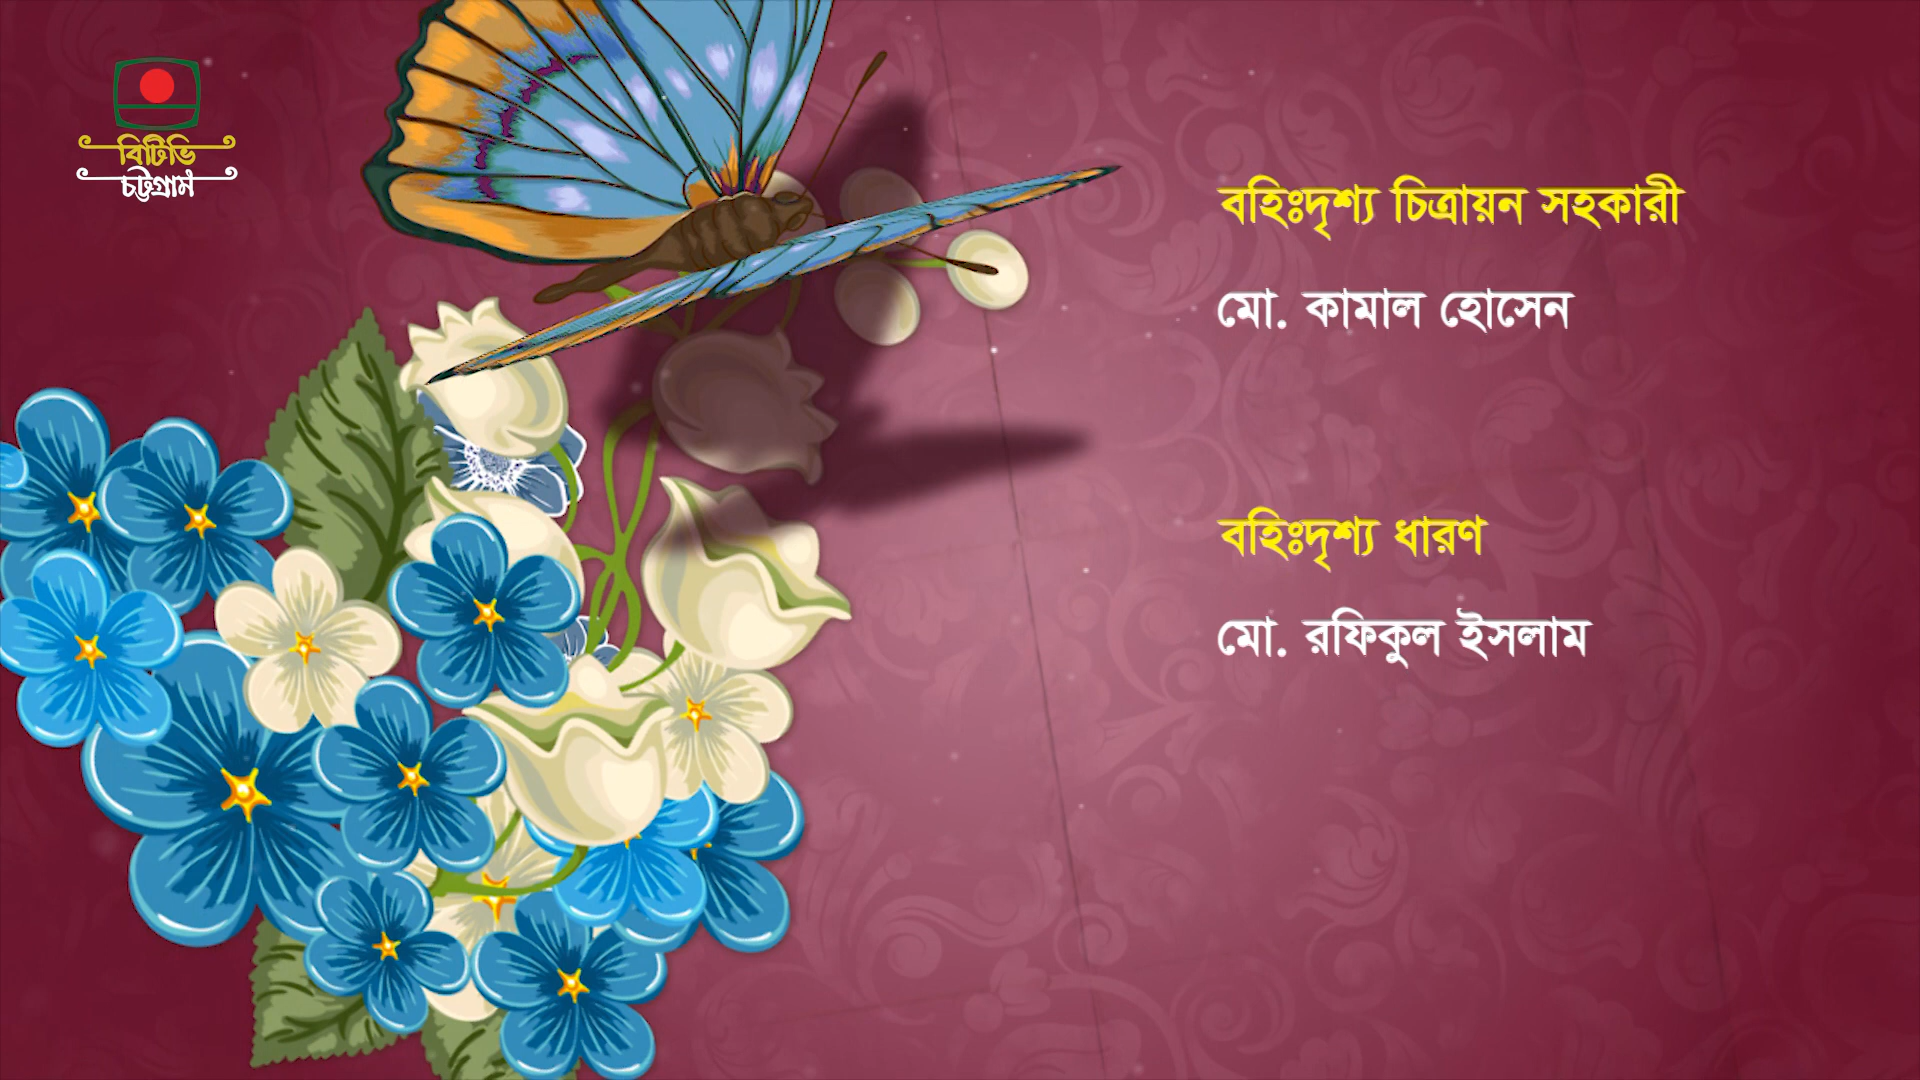 বিটিভি
চট্টগ্রাম
বহিঃদৃশ্য চিত্রায়ন সহকারী
মো. কামাল হোসেন
বহিঃদৃশ্য ধারণ
মো. রফিকুল ইসলাম